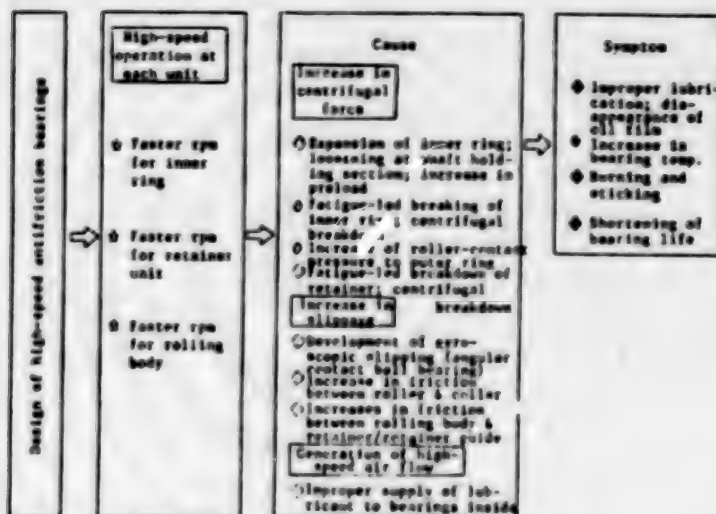 Design of high-speed antifriction bearings
High-speed
operation at
each unit
Faster rpm
for inner
ring
Faster rpm
for retainer
unit
Faster rpm
for rolling
body
Cause
Increase in
centrifugal
force
Expansion of inner ring;
loosening at shaft hold-
ing section; increase in
preload
Fatigue-led breaking of
inner ring; centrifugal
breakdown
Increase of roller-contact
pressure to outer ring
Fatigue-led breakdown of
retainer; centrifugal
breakdown
Increase in
slippage
Development of gyro-
scopic slipping (angular
contact ball bearing)
Increase in friction
between roller &
Increases in friction
between rolling body &
retainer/retainer guide
Generation of high-
speed air flow
Improper supply of lub-
ricant to bearings inside
Symptom
Improper lubri-
cation; dis-
appearance of
oil film
Increase in
bearing temp.
Burning and
sticking
Shortening of
bearing life